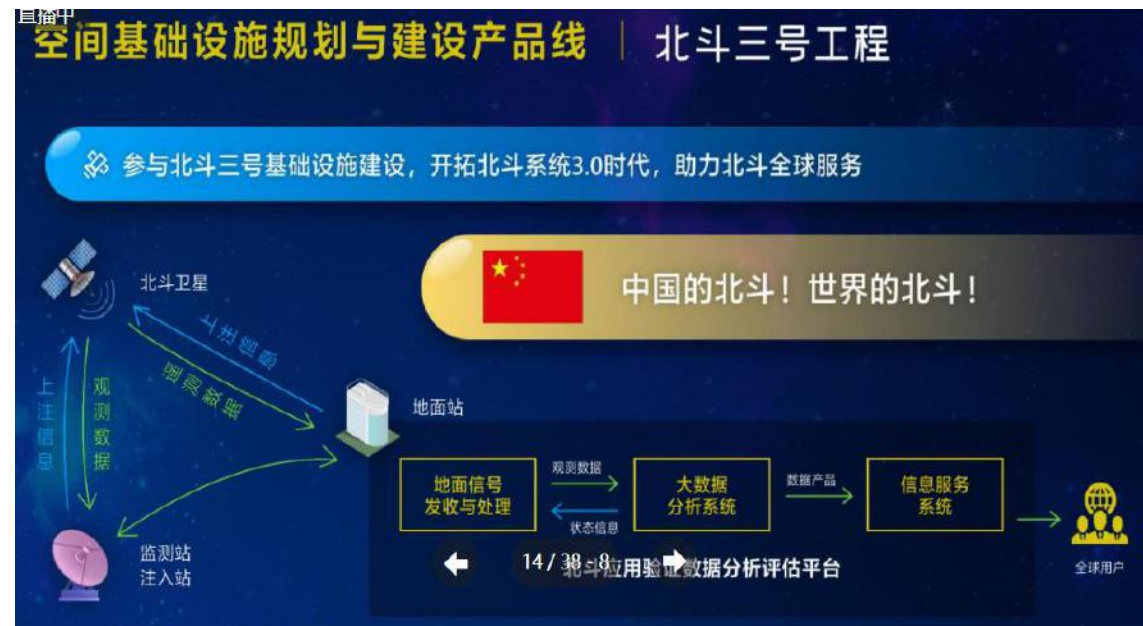 直播中
空间基础设施规划与建设产品线 | 北斗三号工程
参与北斗三号基础设施建设，开拓北斗系统3.0时代，助力北斗全球服务
中国的北斗！世界的北斗！
北斗卫星
上注信息
遥测数据
上注信息
观测数据
地面站
地面信号
发收与处理
观测数据
状态信息
大数据
分析系统
数据产品
信息服务
系统
全球用户
监测站
注入站
14 / 38 - 8
北斗应用验证数据分析评估平台